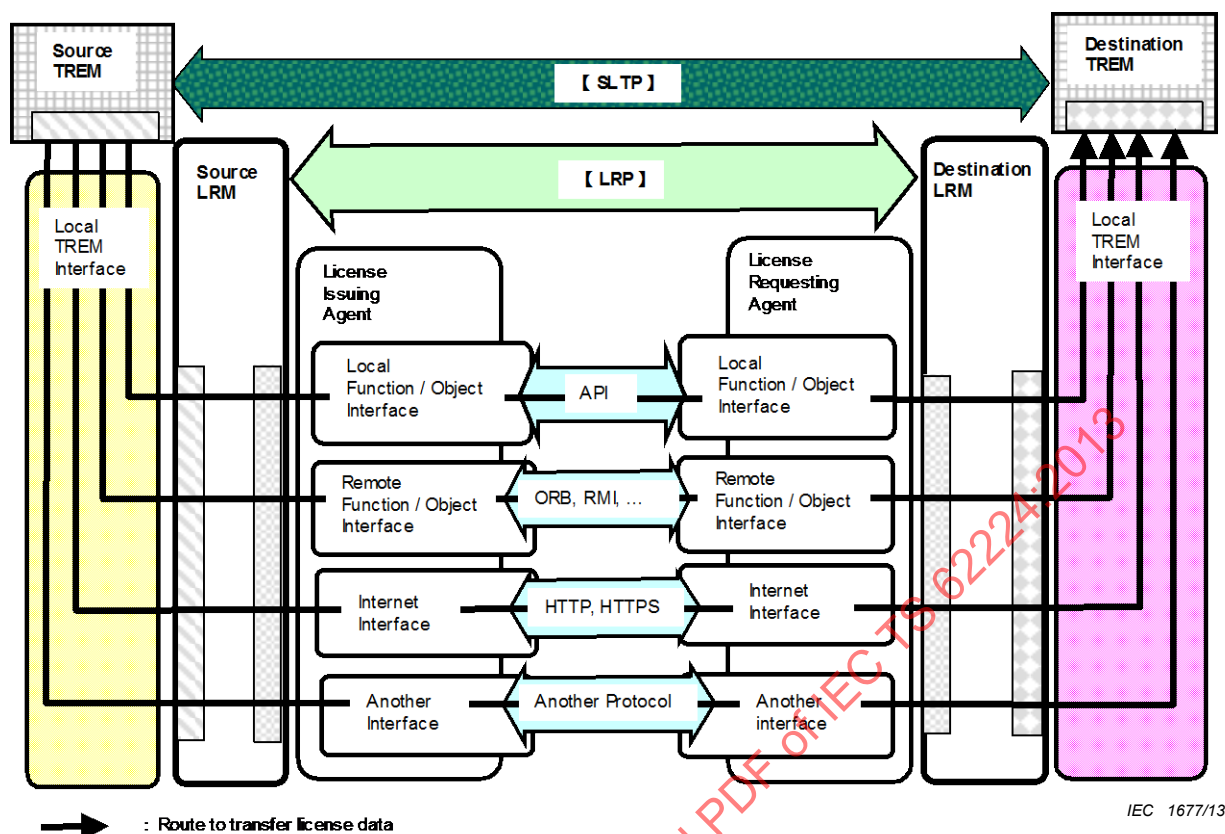 Source
TREM
Destination
TREM
【 SLTP 】
Source
LRM
【 LRP 】
Destination
LRM
Local
TREM
Interface
Local
TREM
Interface
License
Issuing
Agent
License
Requesting
Agent
Local
Function / Object
Interface
API
Local
Function / Object
Interface
Remote
Function / Object
Interface
ORB, RMI, ...
Remote
Function / Object
Interface
Internet
Interface
HTTP, HTTPS
Internet
Interface
Another
Interface
Another Protocol
Another
interface
: Route to transfer license data
IEC 1677/13
PDF of IEC TS 62224:2013